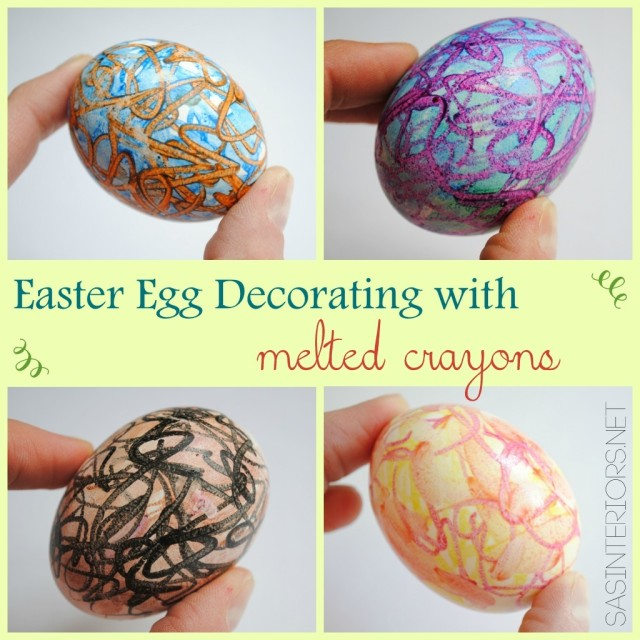 Easter Egg Decorating with
melted crayons
SASINTERIORS.NET